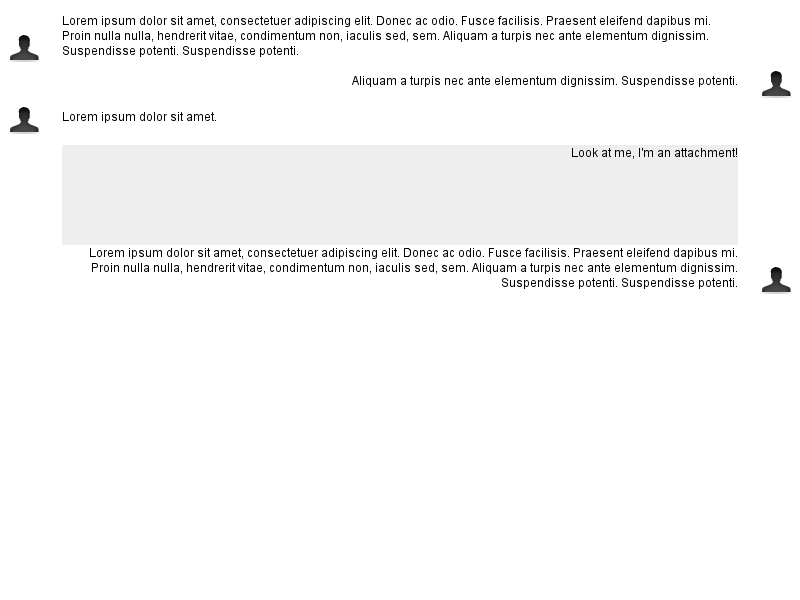 Lorem ipsum dolor sit amet, consectetuer adipiscing elit. Donec ac odio. Fusce facilisis. Praesent eleifend dapibus mi.
Proin nulla nulla, hendrerit vitae, condimentum non, iaculis sed, sem. Aliquam a turpis nec ante elementum dignissim.
Suspendisse potenti. Suspendisse potenti.
Aliquam a turpis nec ante elementum dignissim. Suspendisse potenti.
Lorem ipsum dolor sit amet.
Look at me, I'm an attachment!
Lorem ipsum dolor sit amet, consectetuer adipiscing elit. Donec ac odio. Fusce facilisis. Praesent eleifend dapibus mi.
Proin nulla nulla, hendrerit vitae, condimentum non, iaculis sed, sem. Aliquam a turpis nec ante elementum dignissim.
Suspendisse potenti. Suspendisse potenti.